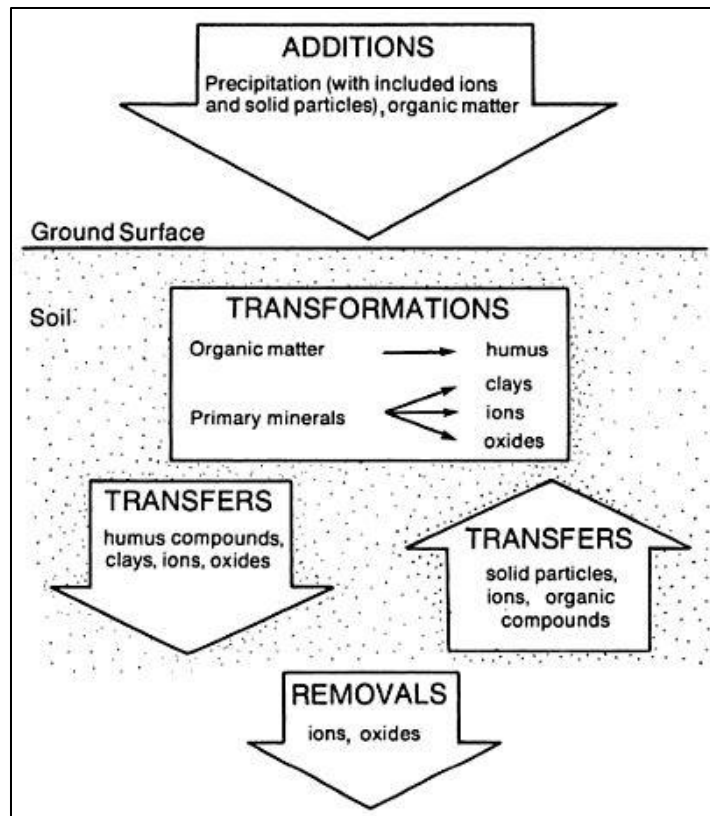 ADDITIONS
Precipitation (with included ions
and solid particles), organic matter
Ground Surface
Soil
TRANSFORMATIONS
Organic matter humus
clays
Primary minerals ions
oxides
TRANSFERS
humus compounds,
clays, ions, oxides
TRANSFERS
solid particles,
ions, organic
compounds
REMOVALS
ions, oxides